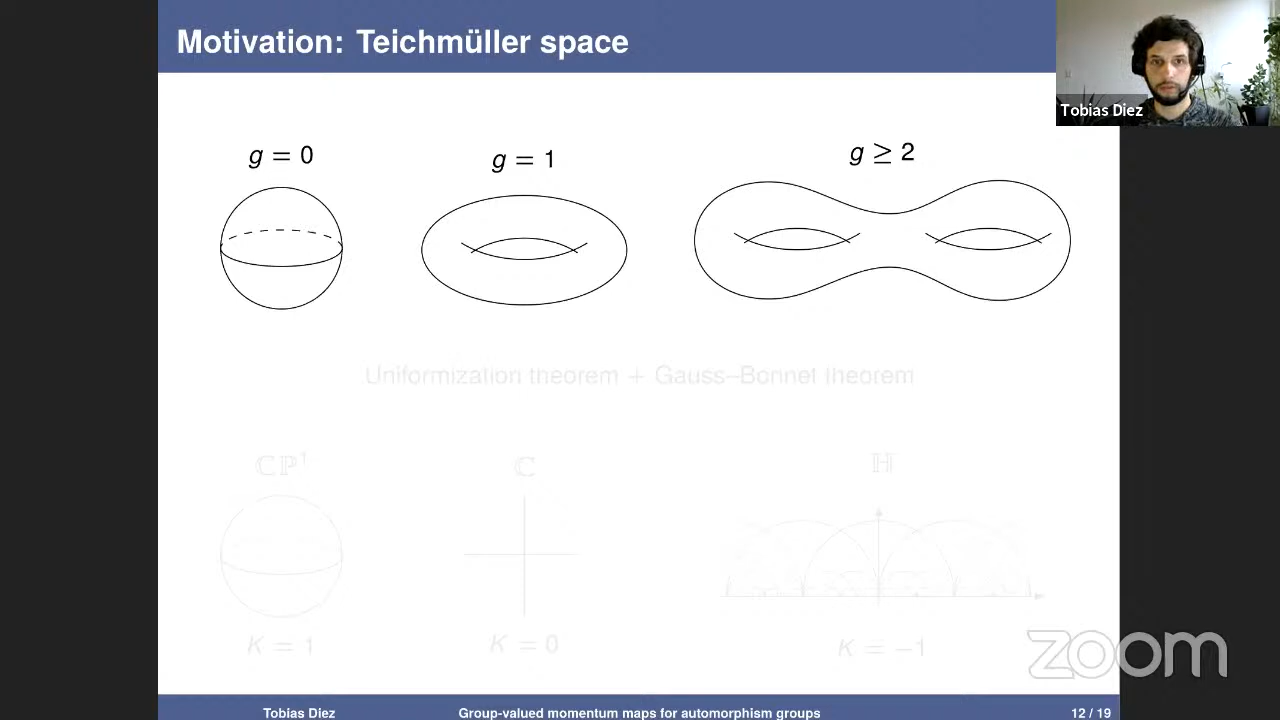 Motivation: Teichmüller space
Tobias Diez
g = 0
g = 1
g ≥ 2
Uniformization theorem + Gauss–Bonnet theorem
ℂℙ¹
ℂ
ℍ
K = 1
K = 0
K = −1
zoom
Tobias Diez
Group-valued momentum maps for automorphism groups
12 / 19